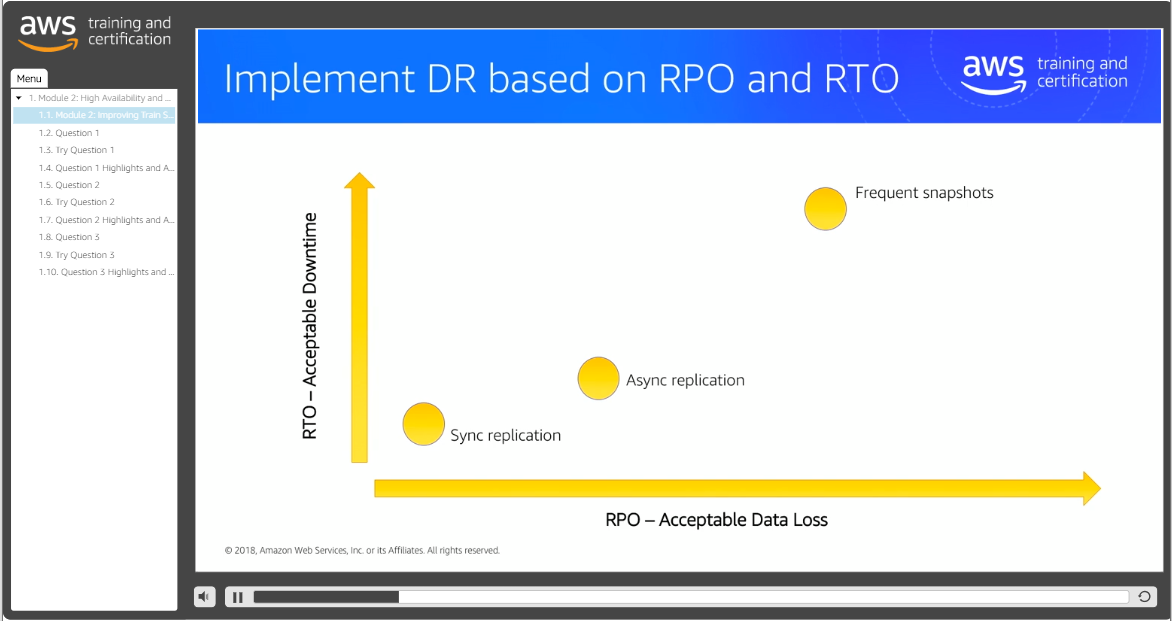 aws training and
certification
Menu
1. Module 2: High Availability and ...
1.1. Module 2: Improving Train S...
1.2. Question 1
1.3. Try Question 1
1.4. Question 1 Highlights and A...
1.5. Question 2
1.6. Try Question 2
1.7. Question 2 Highlights and A...
1.8. Question 3
1.9. Try Question 3
1.10. Question 3 Highlights and ...
Implement DR based on RPO and RTO
aws training and
certification
Frequent snapshots
RTO – Acceptable Downtime
Async replication
Sync replication
RPO – Acceptable Data Loss
© 2018, Amazon Web Services, Inc. or its Affiliates. All rights reserved.